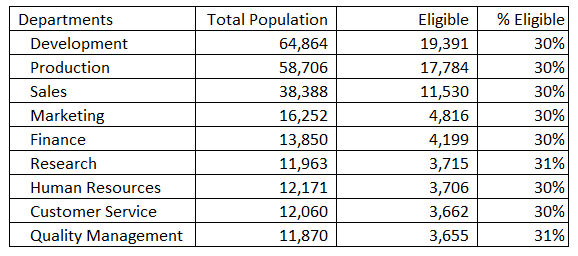 Departments Total Population Eligible % Eligible
Development 64,864 19,391 30%
Production 58,706 17,784 30%
Sales 38,388 11,530 30%
Marketing 16,252 4,816 30%
Finance 13,850 4,199 30%
Research 11,963 3,715 31%
Human Resources 12,171 3,706 30%
Customer Service 12,060 3,662 30%
Quality Management 11,870 3,655 31%